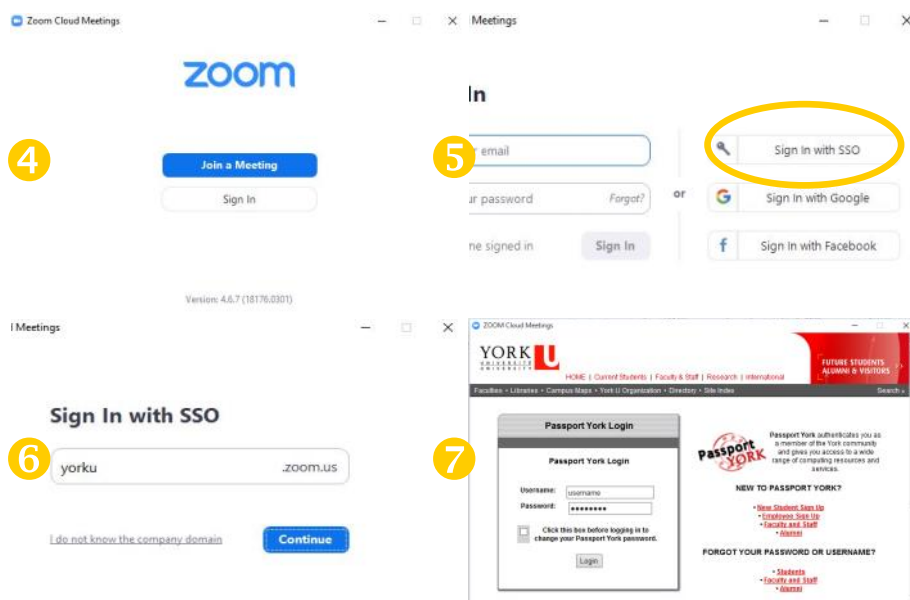 Zoom Cloud Meetings
zoom
4
Join a Meeting
Sign In
Version: 4.6.7 (18176.0301)
Meetings
In
5
email
Sign In with SSO
password
Forgot?
or
Sign In with Google
signed in
Sign In
Sign In with Facebook
Meetings
Sign In with SSO
6
yorku
.zoom.us
I do not know the company domain
Continue
ZOOM Cloud Meetings
7
YORK U
UNIVERSITÉ
UNIVERSITY
FUTURE STUDENTS
ALUMNI & VISITORS
HOME | Current Students | Faculty & Staff | Research | International
Faculties • Libraries • Campus Maps • York U Organization • Directory • Site Index
Search »
Passport York Login
Passport York Login
Username:
username
Password:
Click this box before logging in to
change your Passport York password.
Login
Passport
YORK
Passport York authenticates you as
a member of the York community
and gives you access to a wide
range of computing resources and
services.
NEW TO PASSPORT YORK?
• New Student Sign Up
• Employee Sign Up
• Faculty and Staff
• Alumni
FORGOT YOUR PASSWORD OR USERNAME?
• Students
• Faculty and Staff
• Alumni